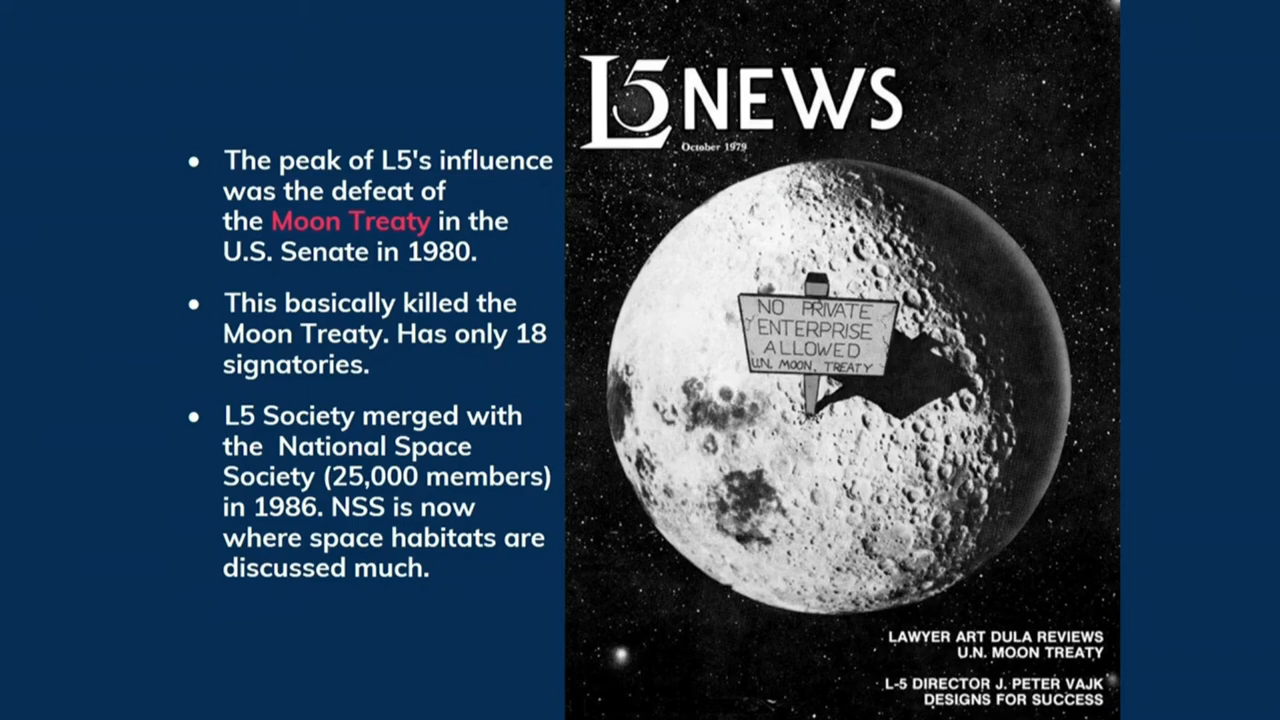 • The peak of L5's influence
was the defeat of
the Moon Treaty in the
U.S. Senate in 1980.
• This basically killed the
Moon Treaty. Has only 18
signatories.
• L5 Society merged with
the National Space
Society (25,000 members)
in 1986. NSS is now
where space habitats are
discussed much.
L5 NEWS
October 1979
NO PRIVATE
ENTERPRISE
ALLOWED
U.N. MOON TREATY
LAWYER ART DULA REVIEWS
U.N. MOON TREATY
L-5 DIRECTOR J. PETER VAJK
DESIGNS FOR SUCCESS